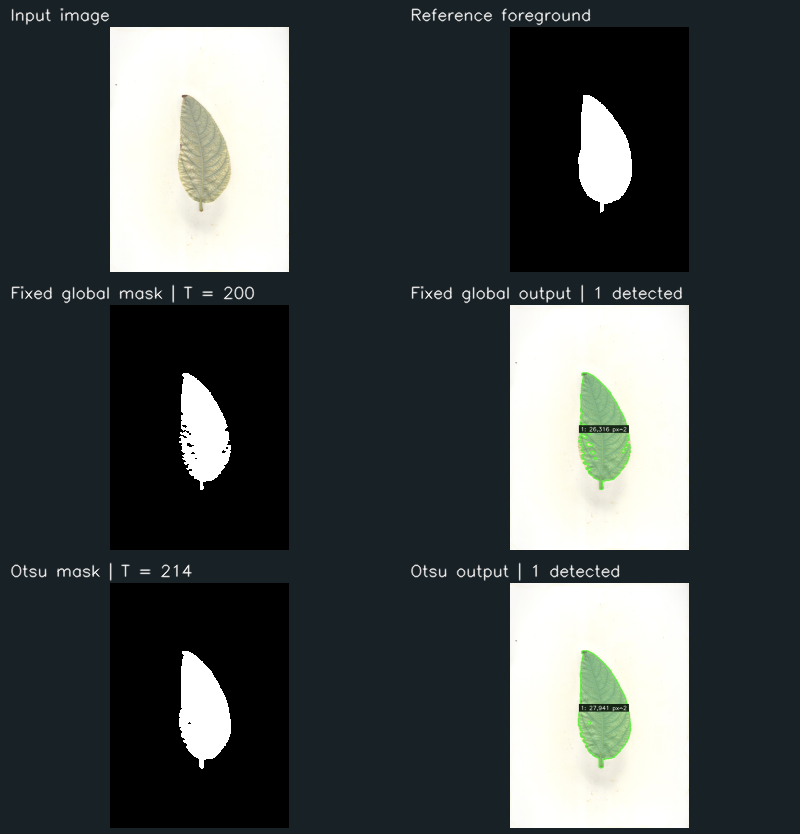 Input image
Reference foreground
Fixed global mask | T = 200
Fixed global output | 1 detected
1: 26,316 px^2
Otsu mask | T = 214
Otsu output | 1 detected
1: 27,941 px^2